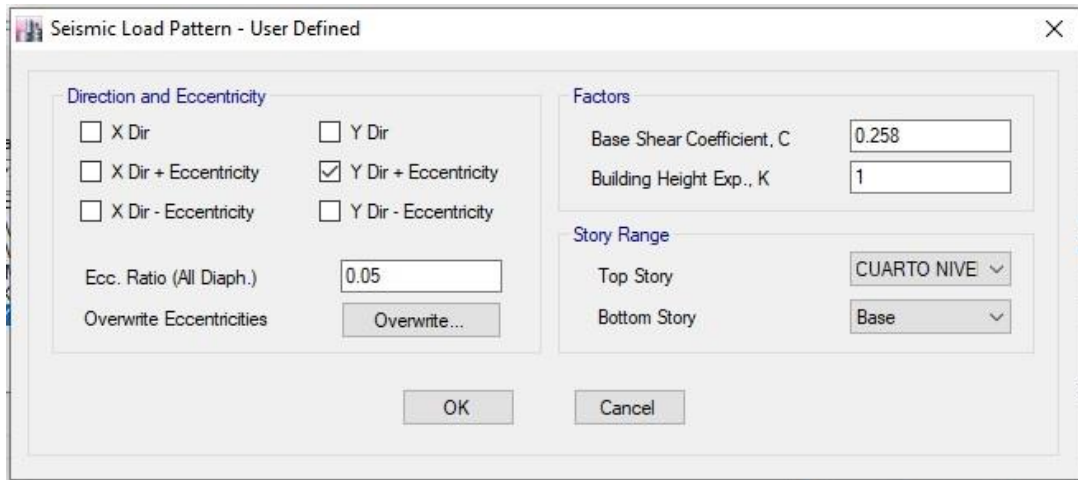 Seismic Load Pattern - User Defined
Direction and Eccentricity
X Dir
Y Dir
X Dir + Eccentricity
Y Dir + Eccentricity
X Dir - Eccentricity
Y Dir - Eccentricity
Ecc. Ratio (All Diaph.)
0.05
Overwrite Eccentricities
Overwrite...
Factors
Base Shear Coefficient, C
0.258
Building Height Exp., K
1
Story Range
Top Story
CUARTO NIVE
Bottom Story
Base
OK
Cancel